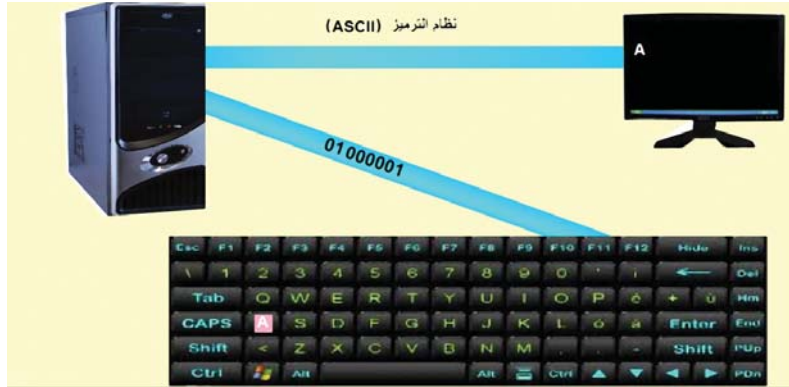 نظام الترميز (ASCII)
A
01000001
Esc F1 F2 F3 F4 F5 F6 F7 F8 F9 F10 F11 F12 Hide Ins
\ 1 2 3 4 5 6 7 8 9 0 ' ì Del
Tab Q W E R T Y U I O P è + ù Hm
CAPS A S D F G H J K L ò à Enter End
Shift < Z X C V B N M , . - Shift PUp
Ctrl Alt Alt Ctrl PDn